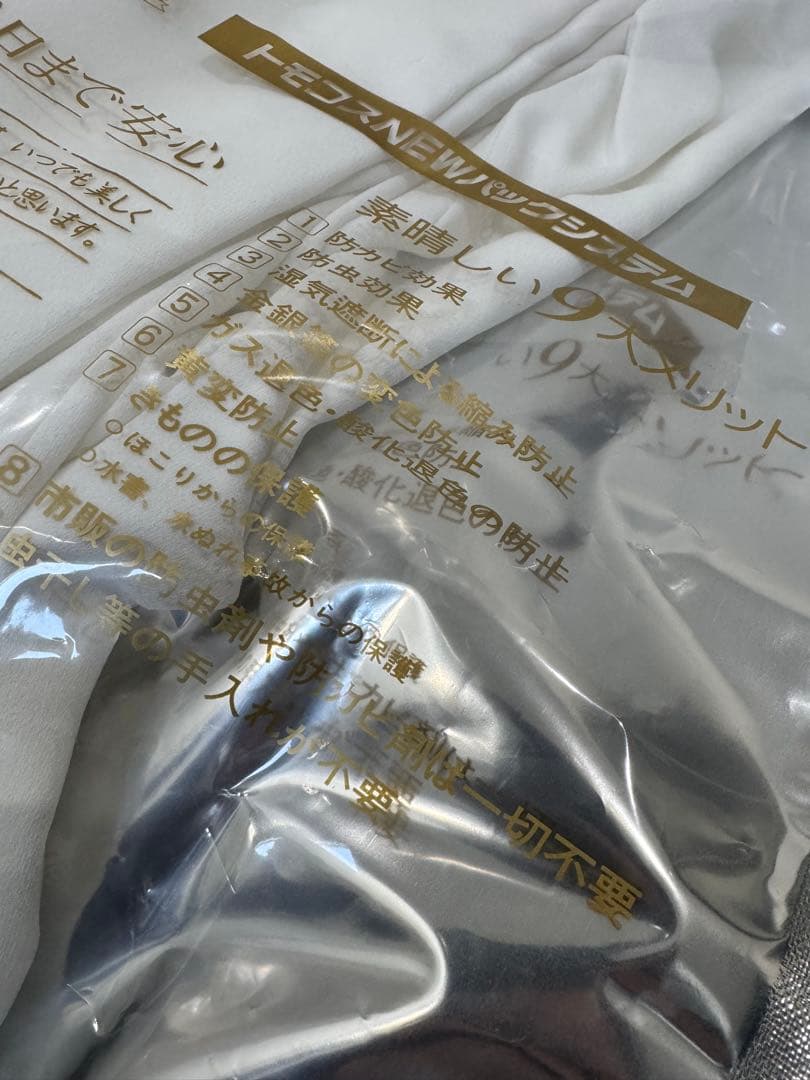 日まで安心
いつでも美しく
と思います。
トモコスNEWパックシステム
素晴しい9大メリット
1 防カビ効果
2 防虫効果
3 湿気遮断による縮み防止
4 金銀箔の変色防止
5 ガス退色・酸化退色の防止
6 黄変防止
7 きものの保護
○ほこりからの保護
○水害、水ぬれ事故からの保護
8 市販の防虫剤や防カビ剤は一切不要
虫干し等の手入れが不要